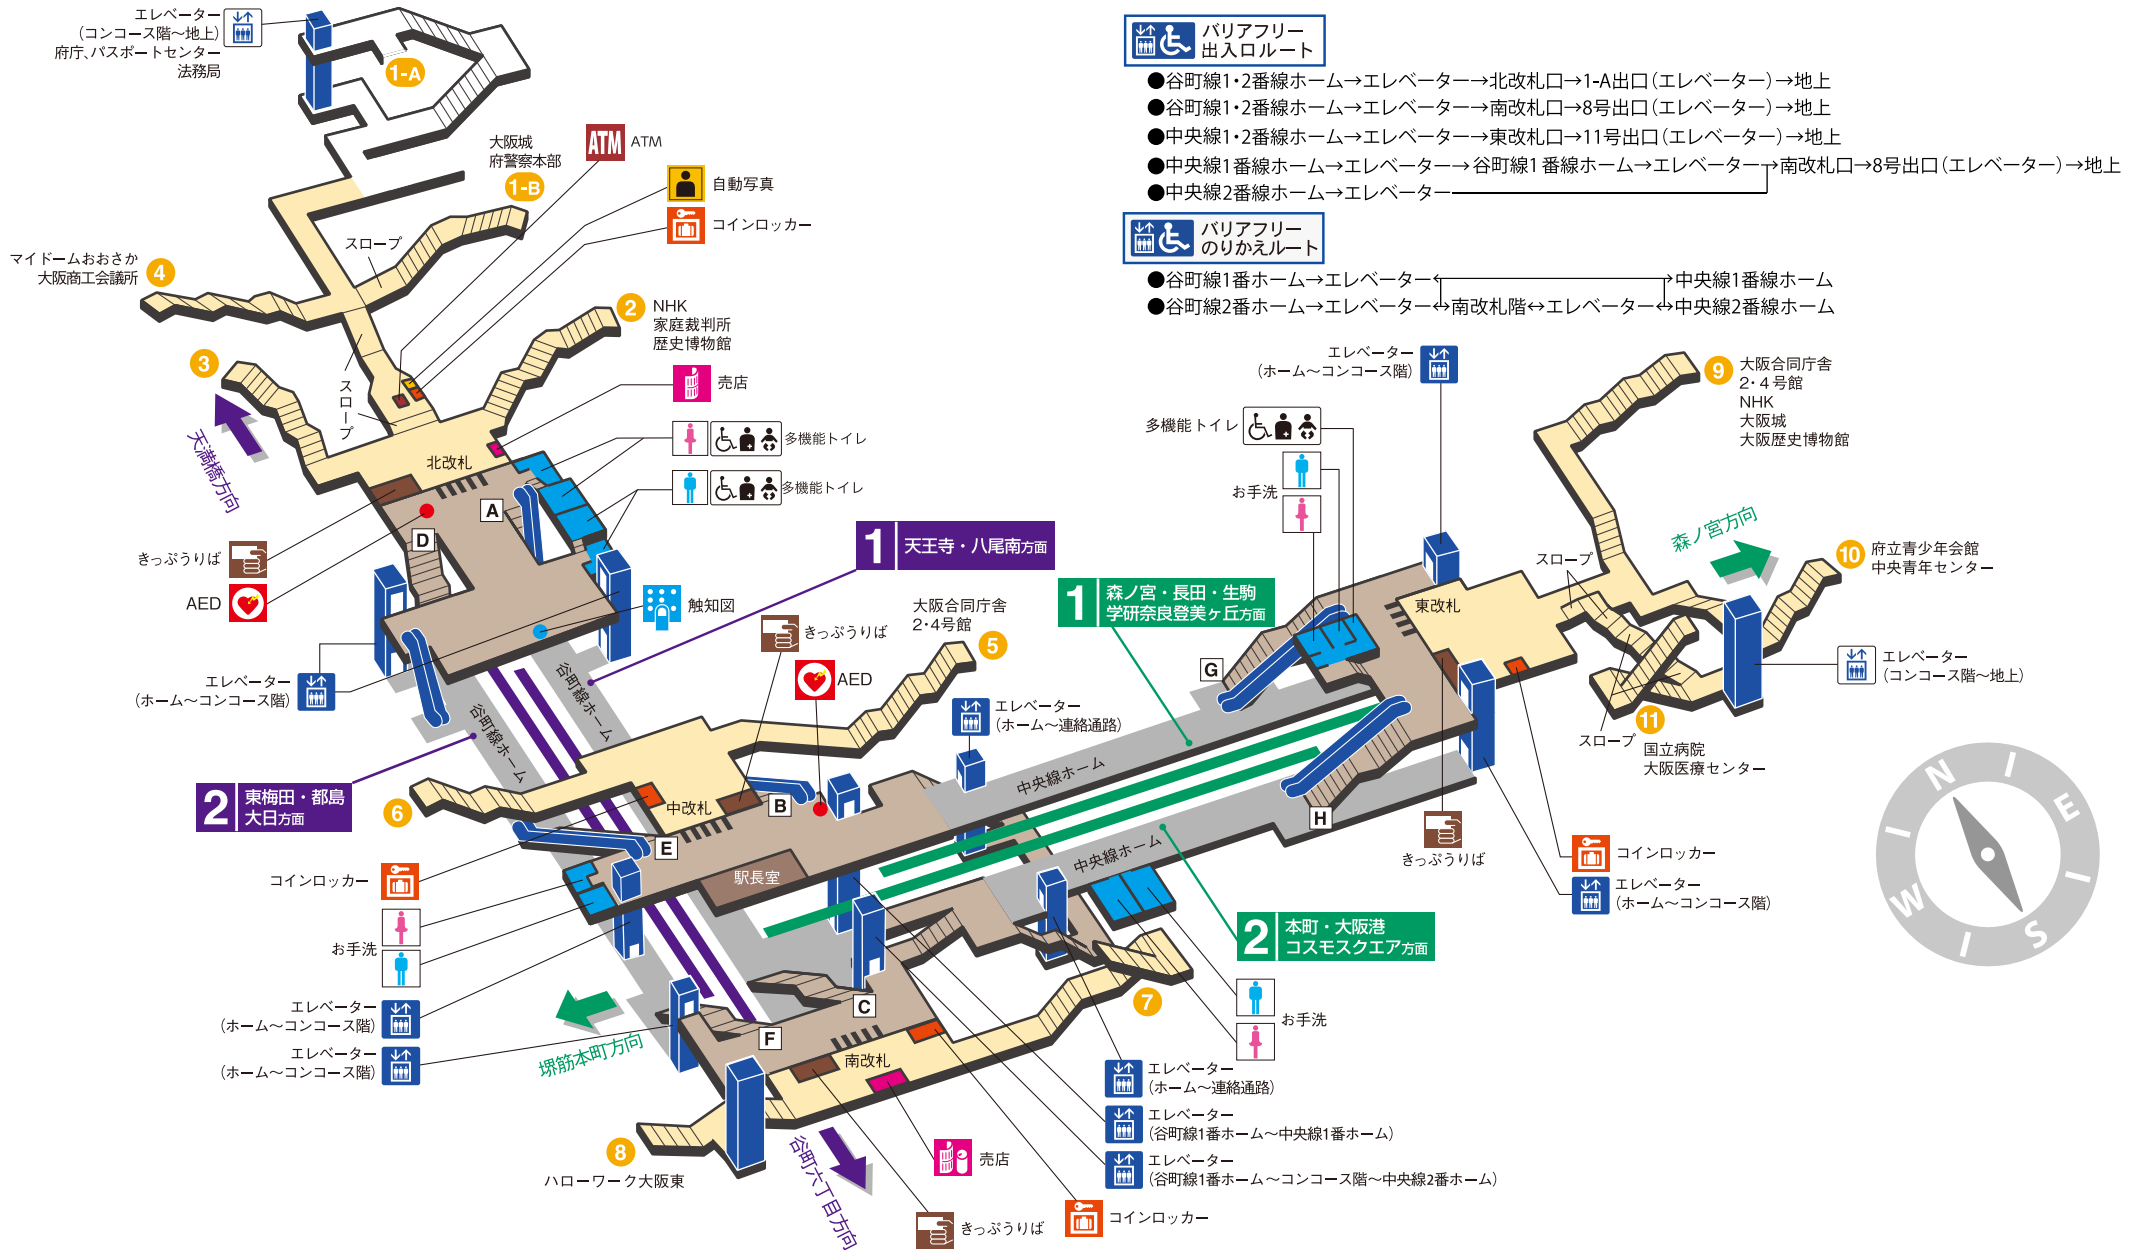 エレベーター
(コンコース階～地上)
府庁、パスポートセンター
法務局
1-A
大阪城
府警察本部
1-B
ATM
ATM
自動写真
コインロッカー
スロープ
マイドームおおさか
大阪商工会議所
4
2
NHK
家庭裁判所
歴史博物館
3
スロープ
売店
天満橋方向
北改札
多機能トイレ
多機能トイレ
A
D
きっぷうりば
AED
触知図
エレベーター
(ホーム～コンコース階)
1
天王寺・八尾南方面
谷町線ホーム
谷町線ホーム
2
東梅田・都島
大日方面
きっぷうりば
AED
大阪合同庁舎
2・4号館
5
エレベーター
(ホーム～連絡通路)
6
中改札
B
E
駅長室
コインロッカー
お手洗
エレベーター
(ホーム～コンコース階)
エレベーター
(ホーム～コンコース階)
堺筋本町方向
C
F
南改札
8
ハローワーク大阪東
谷町六丁目方向
売店
きっぷうりば
コインロッカー
7
お手洗
エレベーター
(ホーム～連絡通路)
エレベーター
(谷町線1番ホーム～中央線1番ホーム)
エレベーター
(谷町線1番ホーム～コンコース階～中央線2番ホーム)
バリアフリー
出入口ルート
●谷町線1・2番線ホーム→エレベーター→北改札口→1-A出口(エレベーター)→地上
●谷町線1・2番線ホーム→エレベーター→南改札口→8号出口(エレベーター)→地上
●中央線1・2番線ホーム→エレベーター→東改札口→11号出口(エレベーター)→地上
●中央線1番線ホーム→エレベーター→谷町線1番線ホーム→エレベーター→南改札口→8号出口(エレベーター)→地上
●中央線2番線ホーム→エレベーター
バリアフリー
のりかえルート
●谷町線1番ホーム→エレベーター←→中央線1番線ホーム
●谷町線2番ホーム→エレベーター↔南改札階↔エレベーター↔中央線2番線ホーム
エレベーター
(ホーム～コンコース階)
多機能トイレ
お手洗
1
森ノ宮・長田・生駒
学研奈良登美ヶ丘方面
G
中央線ホーム
中央線ホーム
H
2
本町・大阪港
コスモスクエア方面
東改札
9
大阪合同庁舎
2・4号館
NHK
大阪城
大阪歴史博物館
森ノ宮方向
スロープ
10
府立青少年会館
中央青年センター
エレベーター
(コンコース階～地上)
スロープ
11
国立病院
大阪医療センター
きっぷうりば
コインロッカー
エレベーター
(ホーム～コンコース階)
N
E
S
W